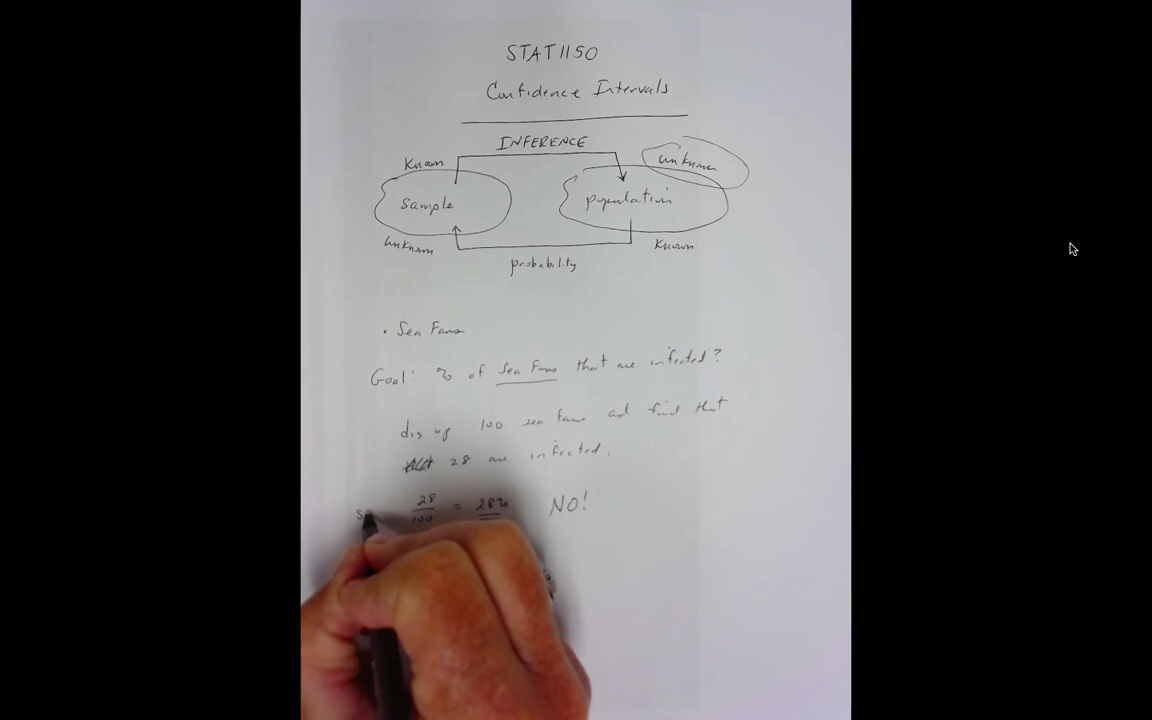 STAT1150
Confidence Intervals
INFERENCE
Known
unknown
sample
population
unknown
Known
probability
• Sea Fans
Goal: % of Sea Fans that are infected?
dig up 100 sea fans and find that
28 are infected.
28/100 = 28% NO!